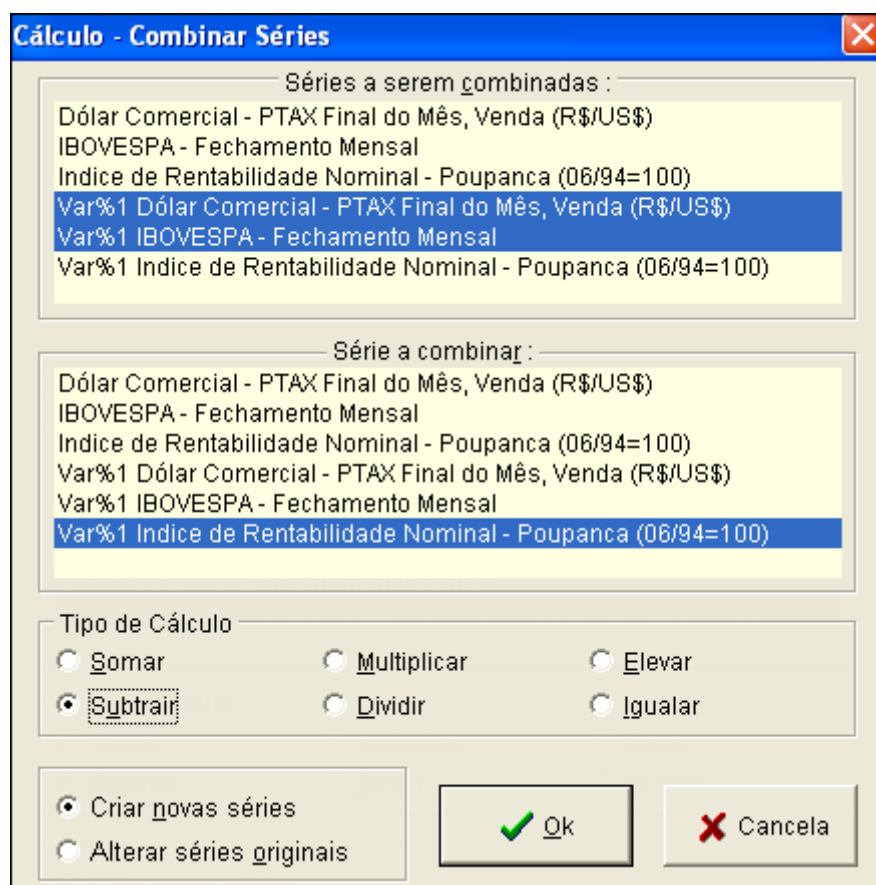 Cálculo - Combinar Séries
Séries a serem combinadas :
Dólar Comercial - PTAX Final do Mês, Venda (R$/US$)
IBOVESPA - Fechamento Mensal
Indice de Rentabilidade Nominal - Poupanca (06/94=100)
Var%1 Dólar Comercial - PTAX Final do Mês, Venda (R$/US$)
Var%1 IBOVESPA - Fechamento Mensal
Var%1 Indice de Rentabilidade Nominal - Poupanca (06/94=100)
Série a combinar :
Dólar Comercial - PTAX Final do Mês, Venda (R$/US$)
IBOVESPA - Fechamento Mensal
Indice de Rentabilidade Nominal - Poupanca (06/94=100)
Var%1 Dólar Comercial - PTAX Final do Mês, Venda (R$/US$)
Var%1 IBOVESPA - Fechamento Mensal
Var%1 Indice de Rentabilidade Nominal - Poupanca (06/94=100)
Tipo de Cálculo
Somar Multiplicar Elevar
Subtrair Dividir Igualar
Criar novas séries
Alterar séries originais
Ok Cancela